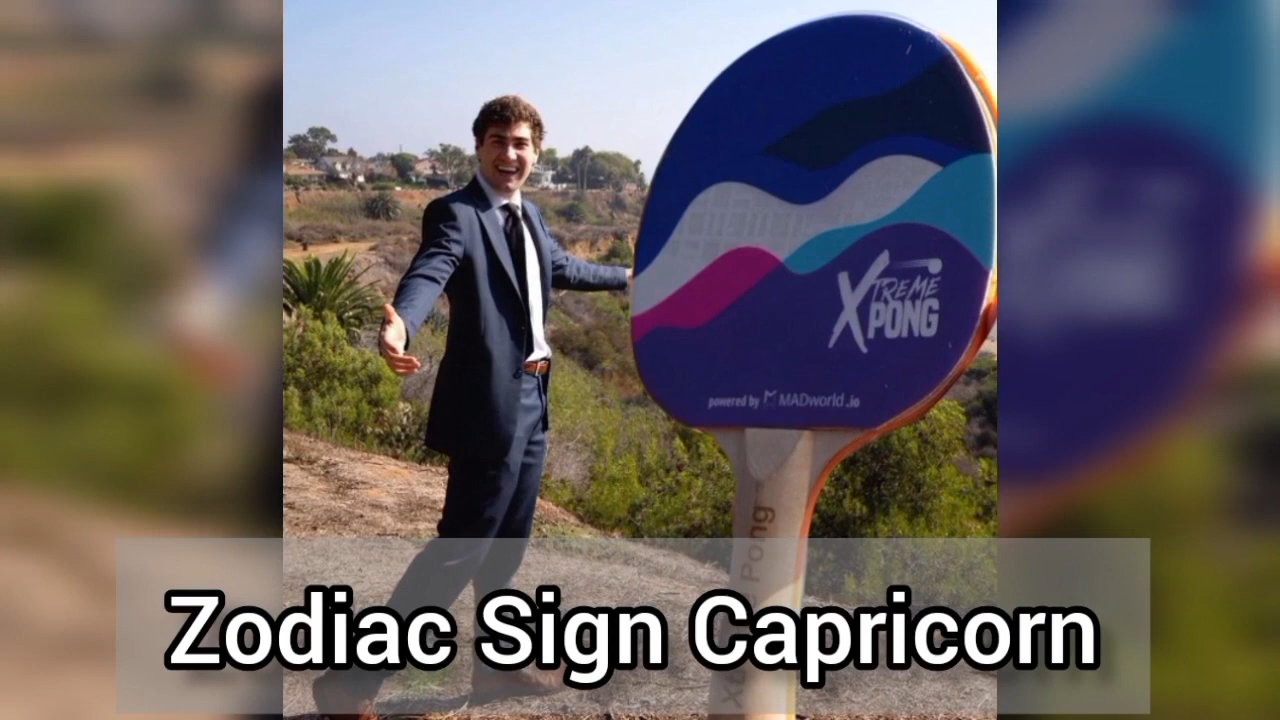 XTREME
PONG
powered by MADworld.io
Pong
Zodiac Sign Capricorn